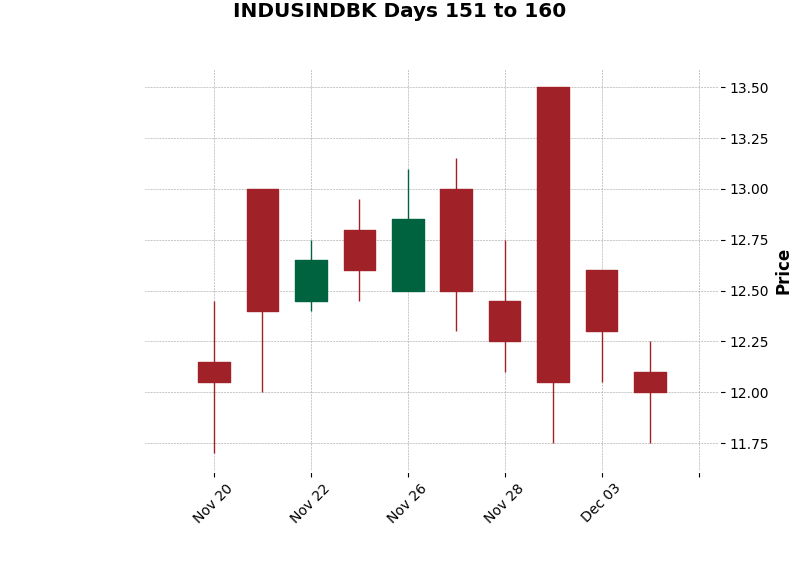 INDUSINDBK Days 151 to 160
13.50
13.25
13.00
12.75
12.50
12.25
12.00
11.75
Price
Nov 20
Nov 22
Nov 26
Nov 28
Dec 03